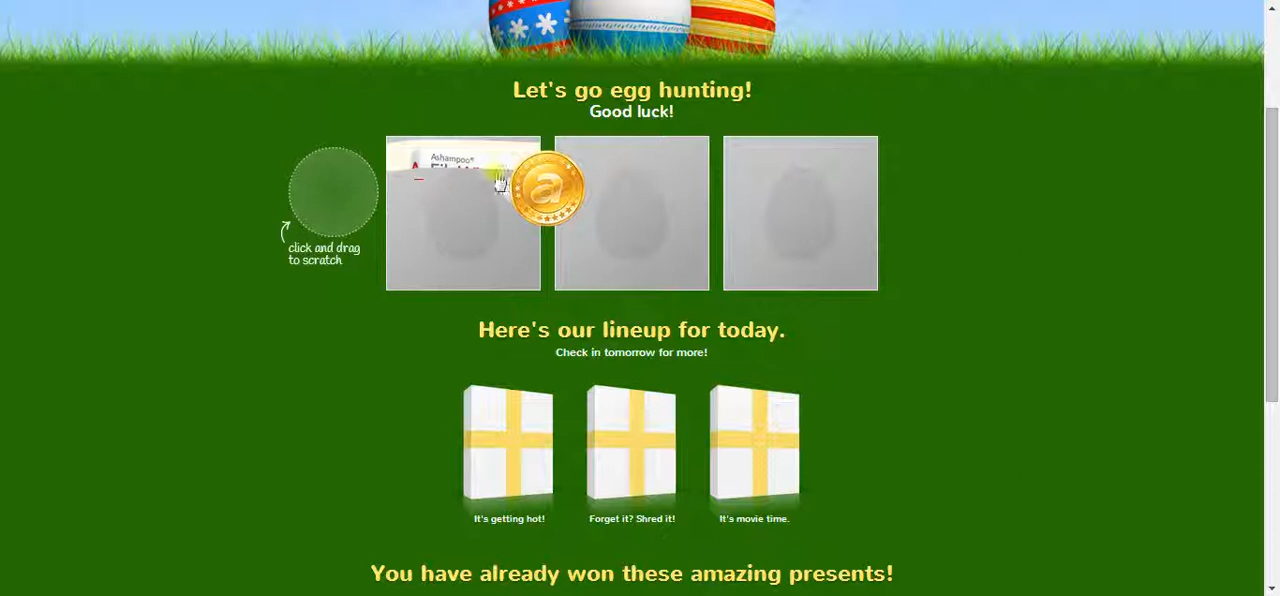 Let's go egg hunting!
Good luck!
Ashampoo®
click and drag
to scratch
Here's our lineup for today.
Check in tomorrow for more!
It's getting hot!
Forget it? Shred it!
It's movie time.
You have already won these amazing presents!